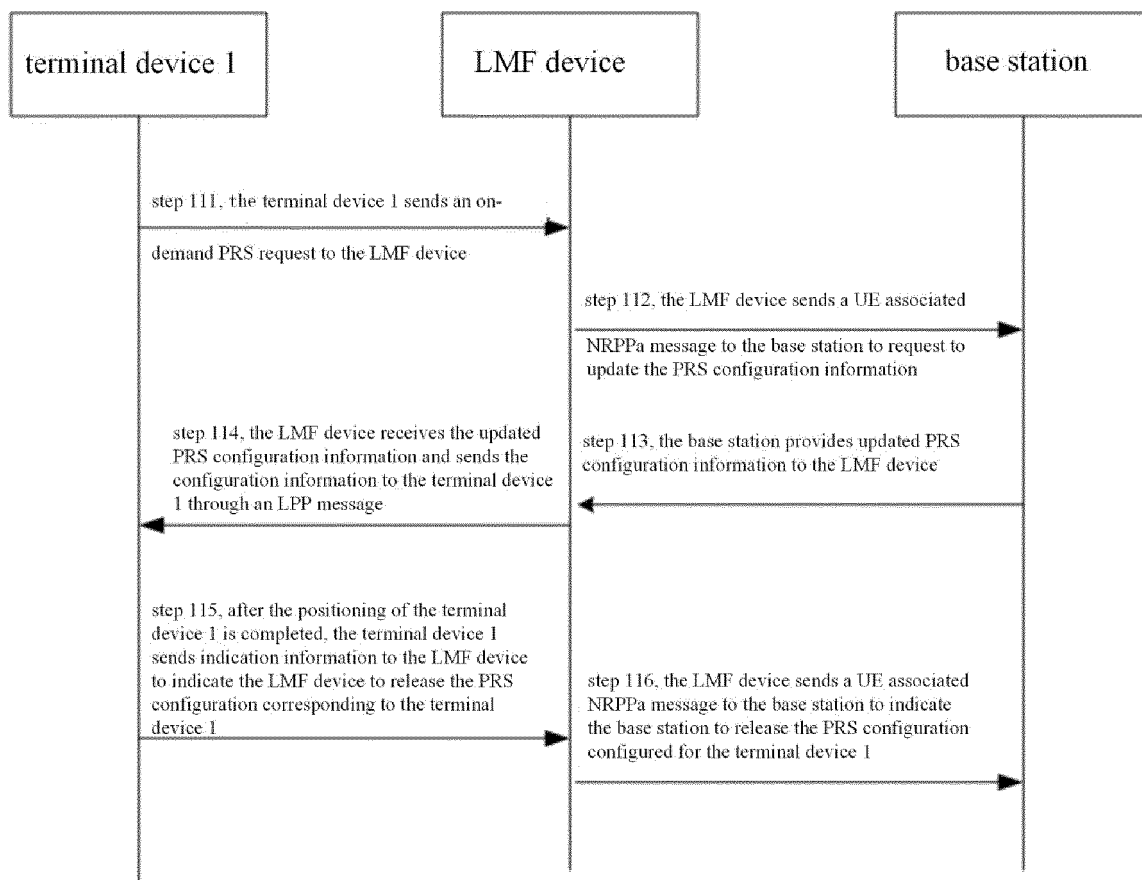 terminal device 1
LMF device
base station
step 111, the terminal device 1 sends an on-
demand PRS request to the LMF device
step 112, the LMF device sends a UE associated
NRPPa message to the base station to request to
update the PRS configuration information
step 113, the base station provides updated PRS
configuration information to the LMF device
step 114, the LMF device receives the updated
PRS configuration information and sends the
configuration information to the terminal device
1 through an LPP message
step 115, after the positioning of the terminal
device 1 is completed, the terminal device 1
sends indication information to the LMF device
to indicate the LMF device to release the PRS
configuration corresponding to the terminal
device 1
step 116, the LMF device sends a UE associated
NRPPa message to the base station to indicate
the base station to release the PRS configuration
configured for the terminal device 1